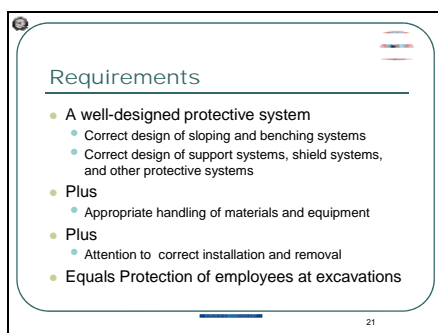 Requirements
A well-designed protective system
Correct design of sloping and benching systems
Correct design of support systems, shield systems,
and other protective systems
Plus
Appropriate handling of materials and equipment
Plus
Attention to correct installation and removal
Equals Protection of employees at excavations
21